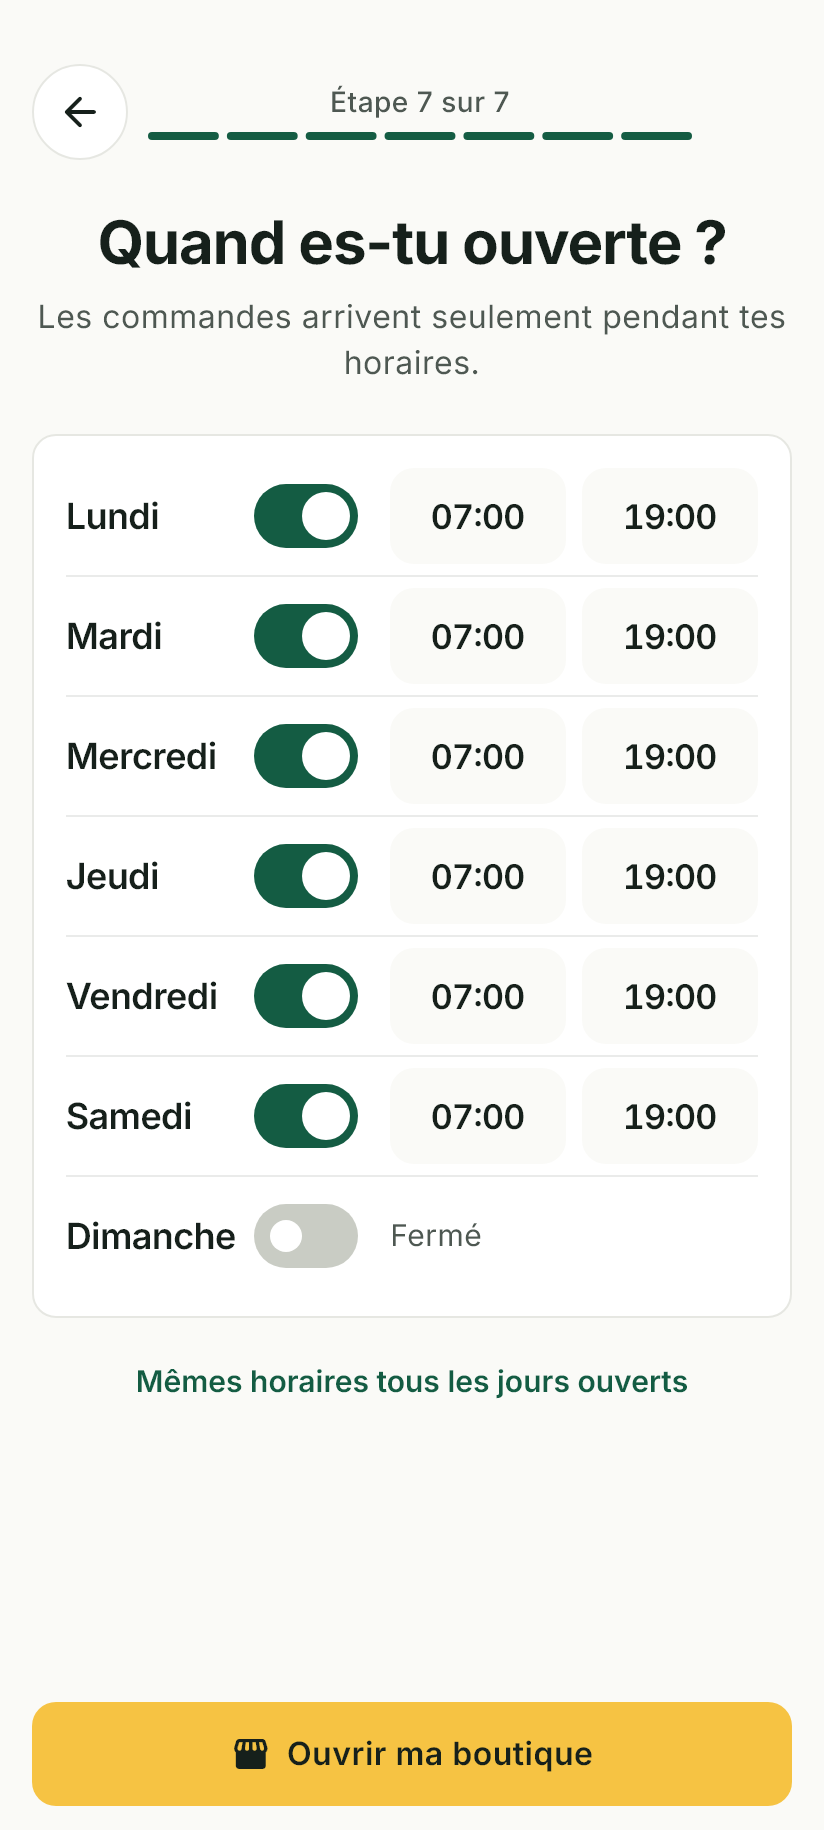 Étape 7 sur 7
Quand es-tu ouverte ?
Les commandes arrivent seulement pendant tes
horaires.
Lundi 07:00 19:00
Mardi 07:00 19:00
Mercredi 07:00 19:00
Jeudi 07:00 19:00
Vendredi 07:00 19:00
Samedi 07:00 19:00
Dimanche Fermé
Mêmes horaires tous les jours ouverts
Ouvrir ma boutique